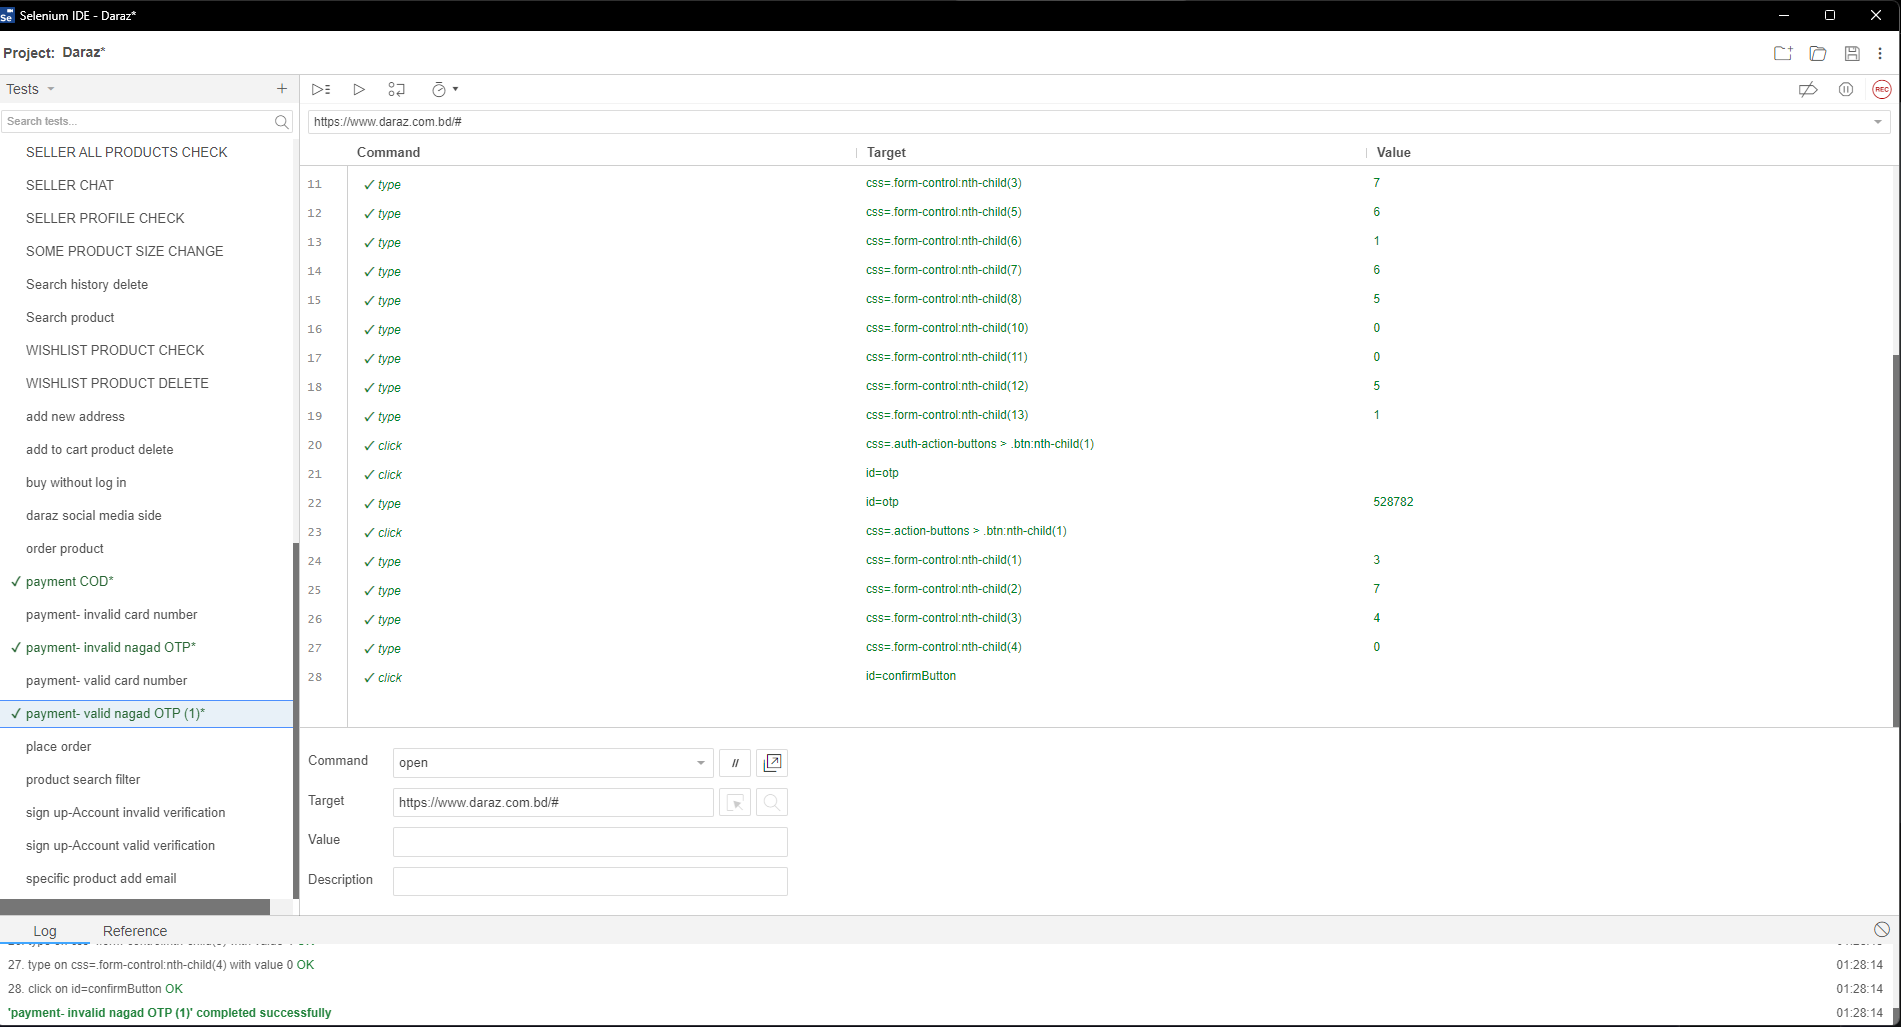 Selenium IDE - Daraz*
Project: Daraz*
Tests
Search tests...
SELLER ALL PRODUCTS CHECK
SELLER CHAT
SELLER PROFILE CHECK
SOME PRODUCT SIZE CHANGE
Search history delete
Search product
WISHLIST PRODUCT CHECK
WISHLIST PRODUCT DELETE
add new address
add to cart product delete
buy without log in
daraz social media side
order product
✓ payment COD*
payment- invalid card number
✓ payment- invalid nagad OTP*
payment- valid card number
✓ payment- valid nagad OTP (1)*
place order
product search filter
sign up-Account invalid verification
sign up-Account valid verification
specific product add email
REC
https://www.daraz.com.bd/#
Command Target Value
11 ✓ type css=.form-control:nth-child(3) 7
12 ✓ type css=.form-control:nth-child(5) 6
13 ✓ type css=.form-control:nth-child(6) 1
14 ✓ type css=.form-control:nth-child(7) 6
15 ✓ type css=.form-control:nth-child(8) 5
16 ✓ type css=.form-control:nth-child(10) 0
17 ✓ type css=.form-control:nth-child(11) 0
18 ✓ type css=.form-control:nth-child(12) 5
19 ✓ type css=.form-control:nth-child(13) 1
20 ✓ click css=.auth-action-buttons > .btn:nth-child(1)
21 ✓ click id=otp
22 ✓ type id=otp 528782
23 ✓ click css=.action-buttons > .btn:nth-child(1)
24 ✓ type css=.form-control:nth-child(1) 3
25 ✓ type css=.form-control:nth-child(2) 7
26 ✓ type css=.form-control:nth-child(3) 4
27 ✓ type css=.form-control:nth-child(4) 0
28 ✓ click id=confirmButton
Command open //
Target https://www.daraz.com.bd/#
Value
Description
Log Reference
27. type on css=.form-control:nth-child(4) with value 0 OK 01:28:14
28. click on id=confirmButton OK 01:28:14
'payment- invalid nagad OTP (1)' completed successfully 01:28:14